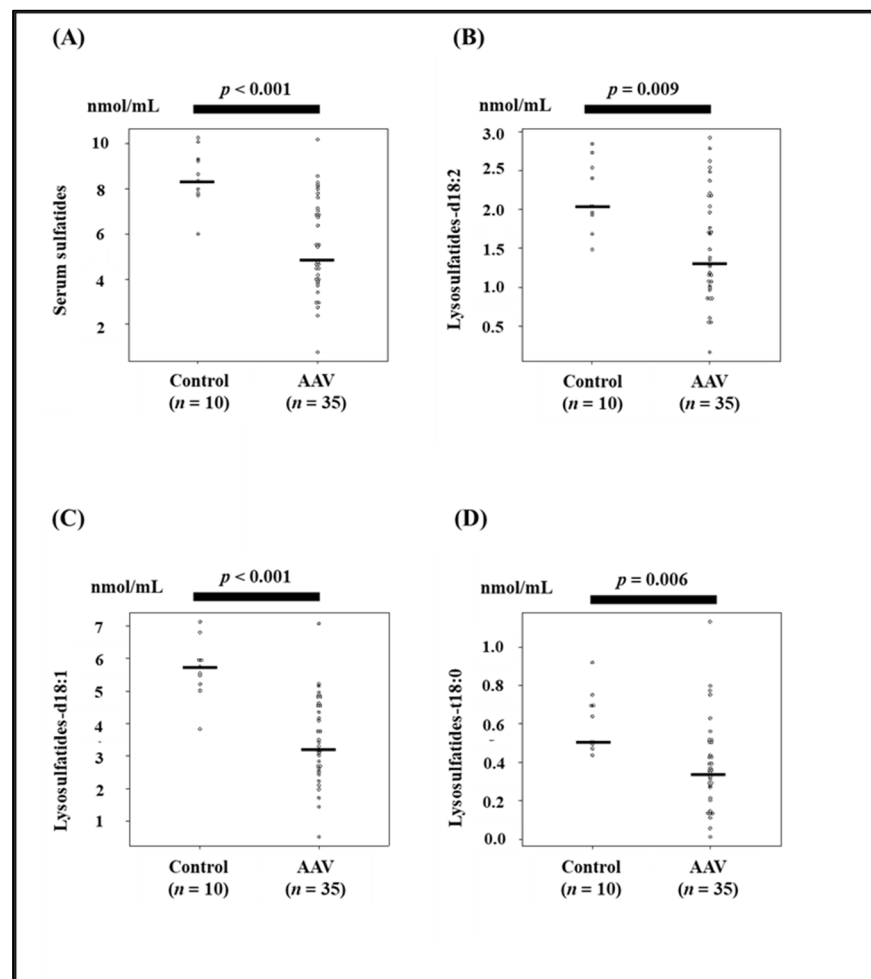 (A)
p < 0.001
nmol/mL
Serum sulfatides
10
8
6
4
2
Control
(n = 10)
AAV
(n = 35)
(B)
p = 0.009
nmol/mL
Lysosulfatides-d18:2
3.0
2.5
2.0
1.5
1.0
0.5
Control
(n = 10)
AAV
(n = 35)
(C)
p < 0.001
nmol/mL
Lysosulfatides-d18:1
7
6
5
4
3
2
1
Control
(n = 10)
AAV
(n = 35)
(D)
p = 0.006
nmol/mL
Lysosulfatides-t18:0
1.0
0.8
0.6
0.4
0.2
0.0
Control
(n = 10)
AAV
(n = 35)